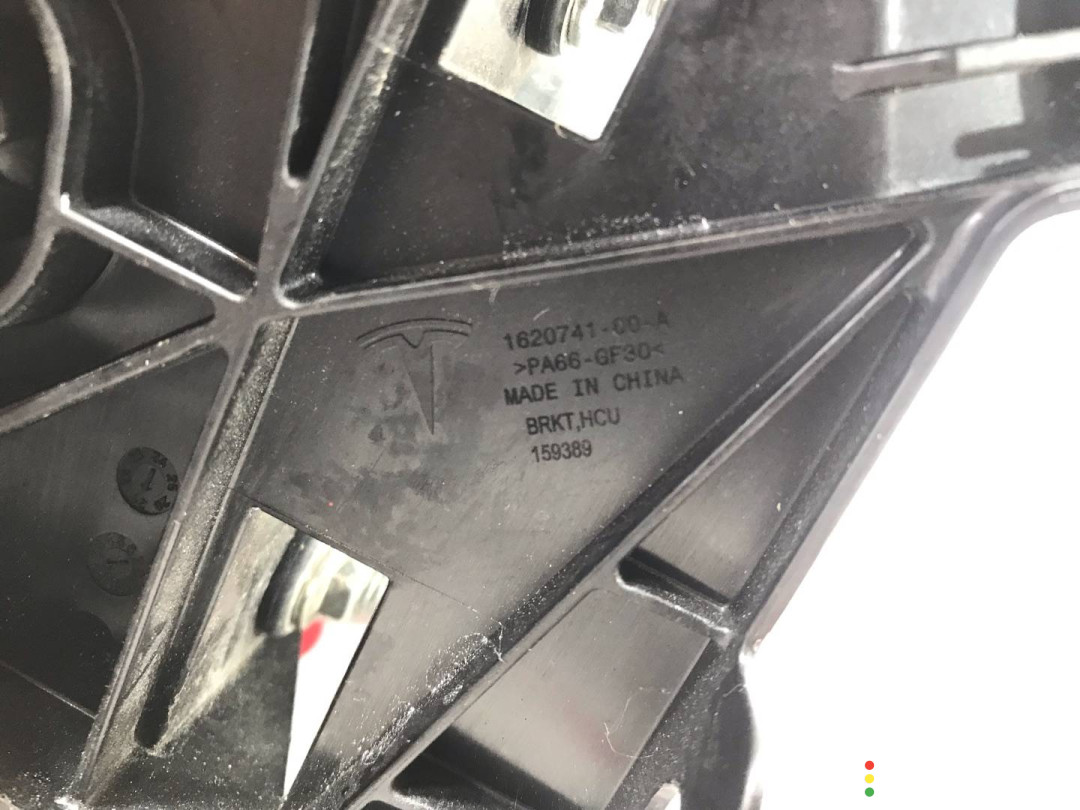 1620741-00-A
>PA66-GF30<
MADE IN CHINA
BRKT,HCU
159389